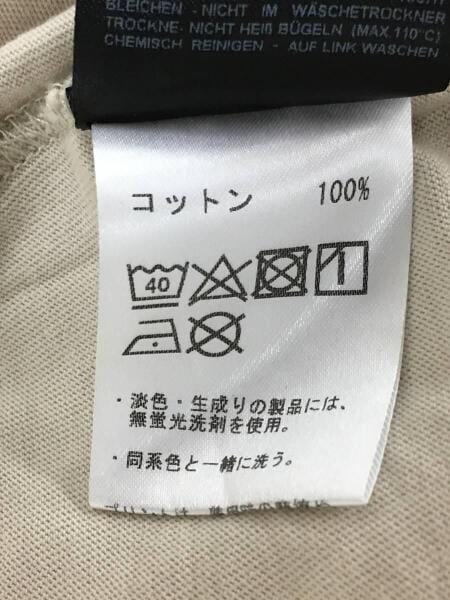 BLEICHEN - NICHT IM WÄSCHETROCKNER
TROCKNE-NICHT HEIß BÜGELN (MAX 110°C)
CHEMISCH REINIGEN - AUF LINK WASCHEN
コットン 100%
40
・淡色・生成りの製品には、
無蛍光洗剤を使用。
・同系色と一緒に洗う。